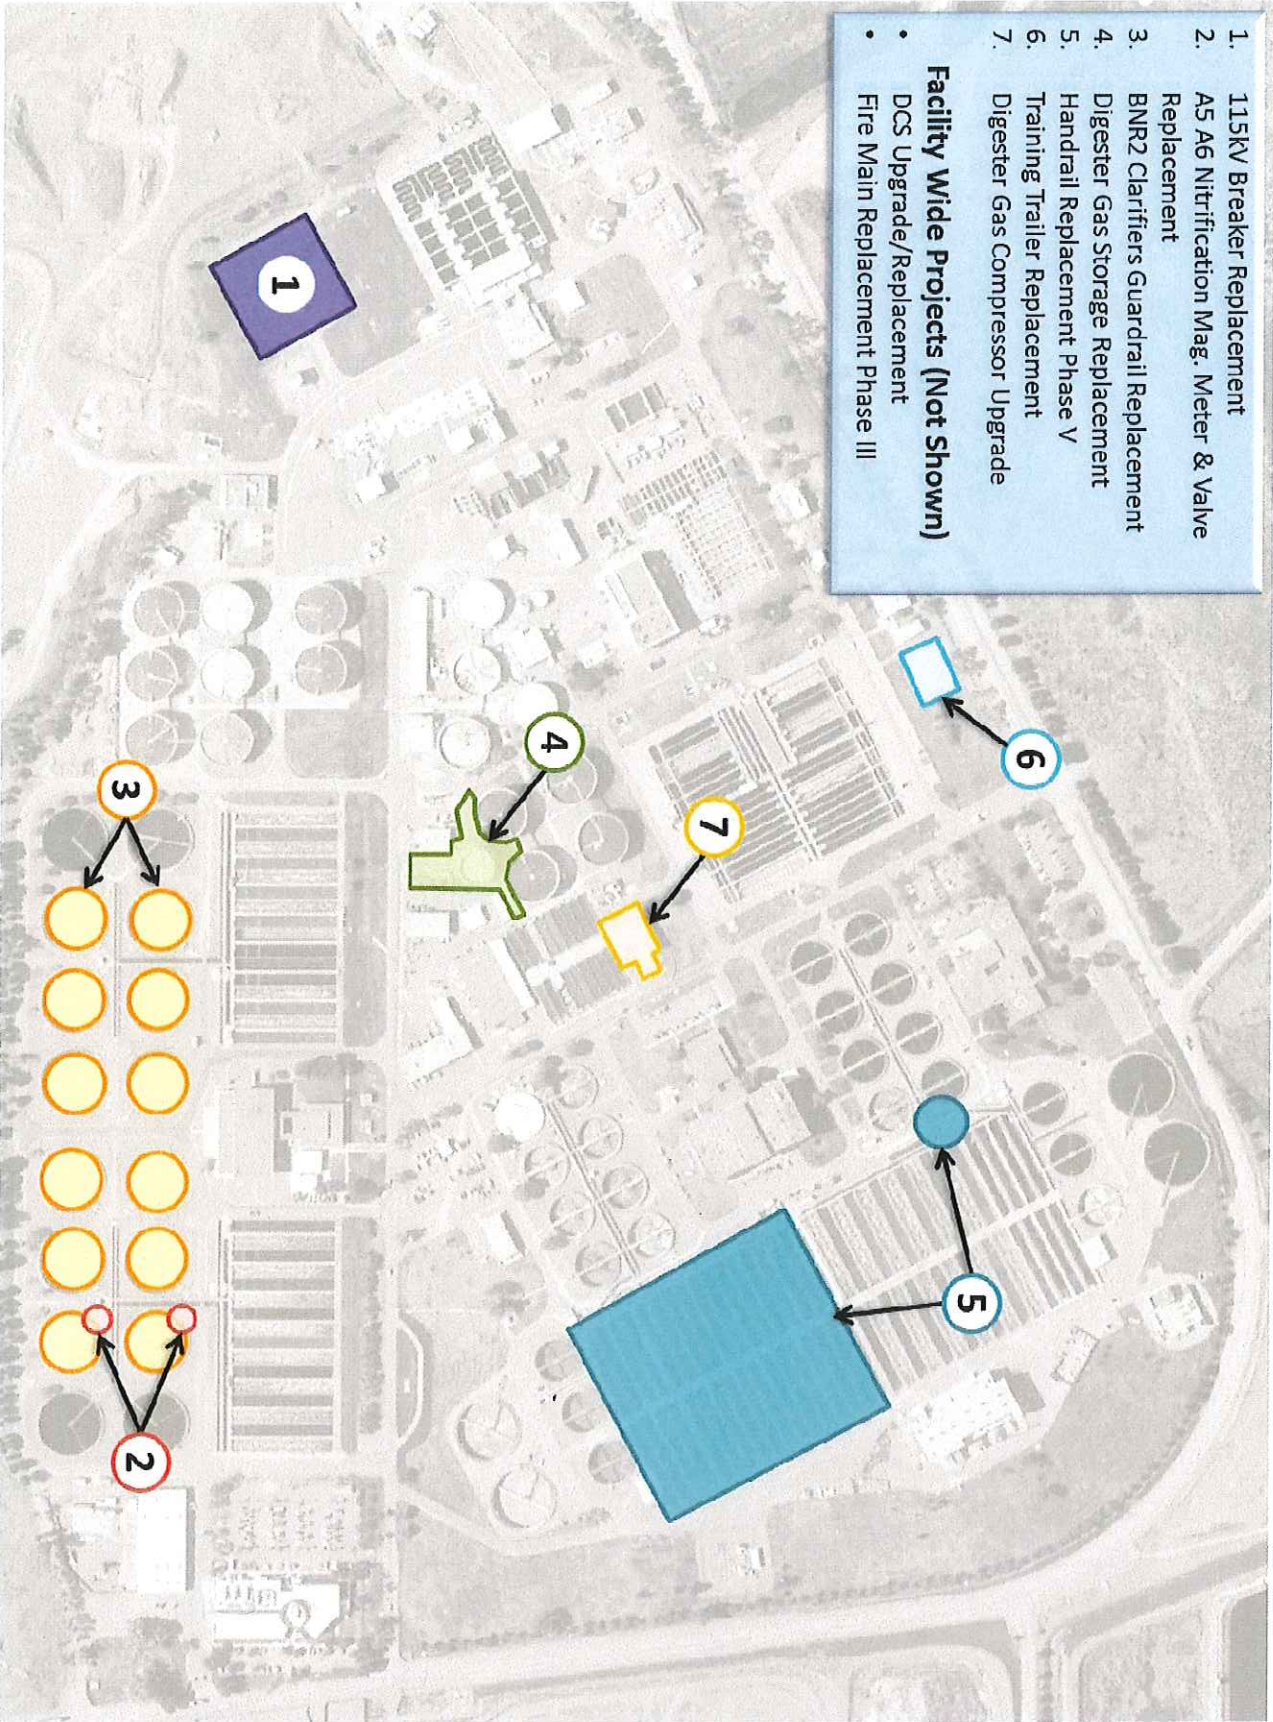 1. 115kV Breaker Replacement
2. A5 A6 Nitrification Mag. Meter & Valve
Replacement
3. BNR2 Clarifiers Guardrail Replacement
4. Digester Gas Storage Replacement
5. Handrail Replacement Phase V
6. Training Trailer Replacement
7. Digester Gas Compressor Upgrade
Facility Wide Projects (Not Shown)
• DCS Upgrade/Replacement
• Fire Main Replacement Phase III
6
5
7
4
1
3
2